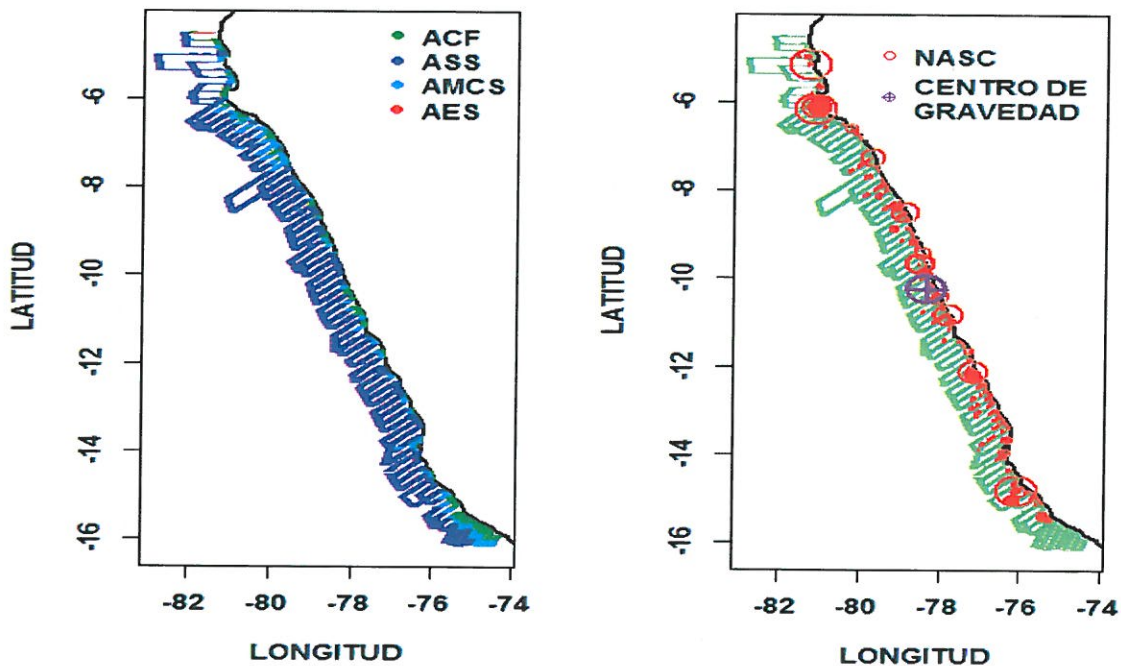 ACF
ASS
AMCS
AES
-6
-8
-10
-12
-14
-16
LATITUD
-82
-80
-78
-76
-74
LONGITUD
NASC
CENTRO DE
GRAVEDAD
-6
-8
-10
-12
-14
-16
LATITUD
-82
-80
-78
-76
-74
LONGITUD